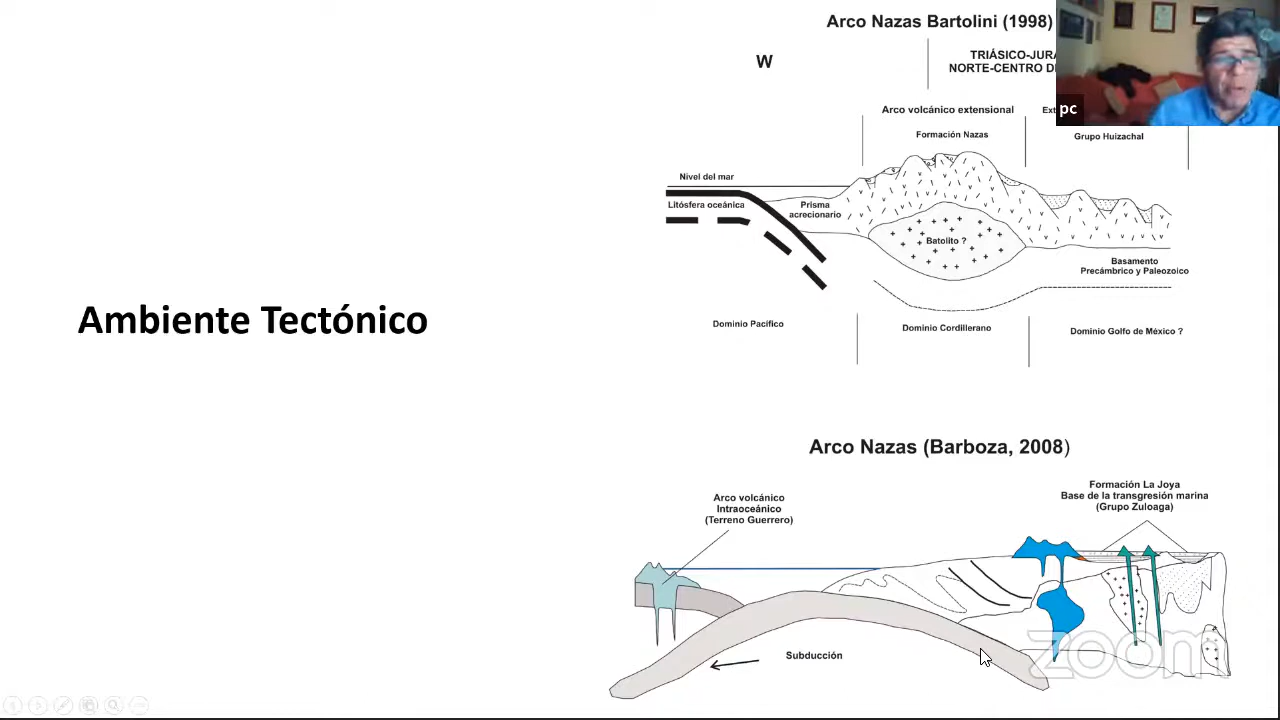 Arco Nazas Bartolini (1998)
W
TRIÁSICO-JURA
NORTE-CENTRO D
pc
Arco volcánico extensional
Ext
Formación Nazas
Grupo Huizachal
Nivel del mar
Litósfera oceánica
Prisma
acrecionario
Batolito ?
Basamento
Precámbrico y Paleozoico
Dominio Pacífico
Dominio Cordillerano
Dominio Golfo de México ?
Ambiente Tectónico
Arco Nazas (Barboza, 2008)
Arco volcánico
Intraoceánico
(Terreno Guerrero)
Formación La Joya
Base de la transgresión marina
(Grupo Zuloaga)
Subducción
zoom